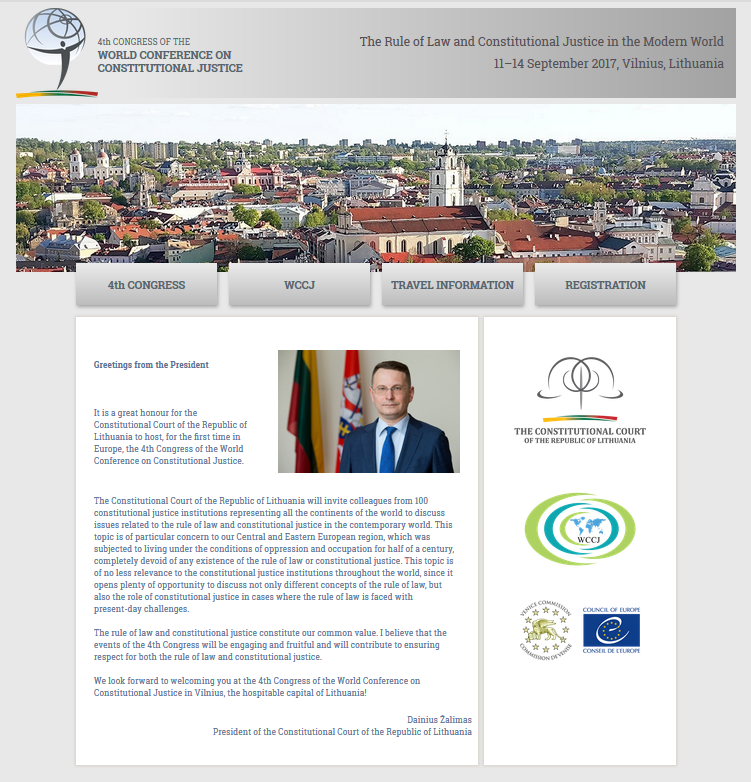 4th CONGRESS OF THE
WORLD CONFERENCE ON
CONSTITUTIONAL JUSTICE
The Rule of Law and Constitutional Justice in the Modern World
11–14 September 2017, Vilnius, Lithuania
4th CONGRESS
WCCJ
TRAVEL INFORMATION
REGISTRATION
Greetings from the President
It is a great honour for the
Constitutional Court of the Republic of
Lithuania to host, for the first time in
Europe, the 4th Congress of the World
Conference on Constitutional Justice.
The Constitutional Court of the Republic of Lithuania will invite colleagues from 100
constitutional justice institutions representing all the continents of the world to discuss
issues related to the rule of law and constitutional justice in the contemporary world. This
topic is of particular concern to our Central and Eastern European region, which was
subjected to living under the conditions of oppression and occupation for half of a century,
completely devoid of any existence of the rule of law or constitutional justice. This topic is
of no less relevance to the constitutional justice institutions throughout the world, since it
opens plenty of opportunity to discuss not only different concepts of the rule of law, but
also the role of constitutional justice in cases where the rule of law is faced with
present-day challenges.
The rule of law and constitutional justice constitute our common value. I believe that the
events of the 4th Congress will be engaging and fruitful and will contribute to ensuring
respect for both the rule of law and constitutional justice.
We look forward to welcoming you at the 4th Congress of the World Conference on
Constitutional Justice in Vilnius, the hospitable capital of Lithuania!
Dainius Žalimas
President of the Constitutional Court of the Republic of Lithuania
THE CONSTITUTIONAL COURT
OF THE REPUBLIC OF LITHUANIA
WCCJ
VENICE COMMISSION
COMMISSION DE VENISE
COUNCIL OF EUROPE
CONSEIL DE L'EUROPE